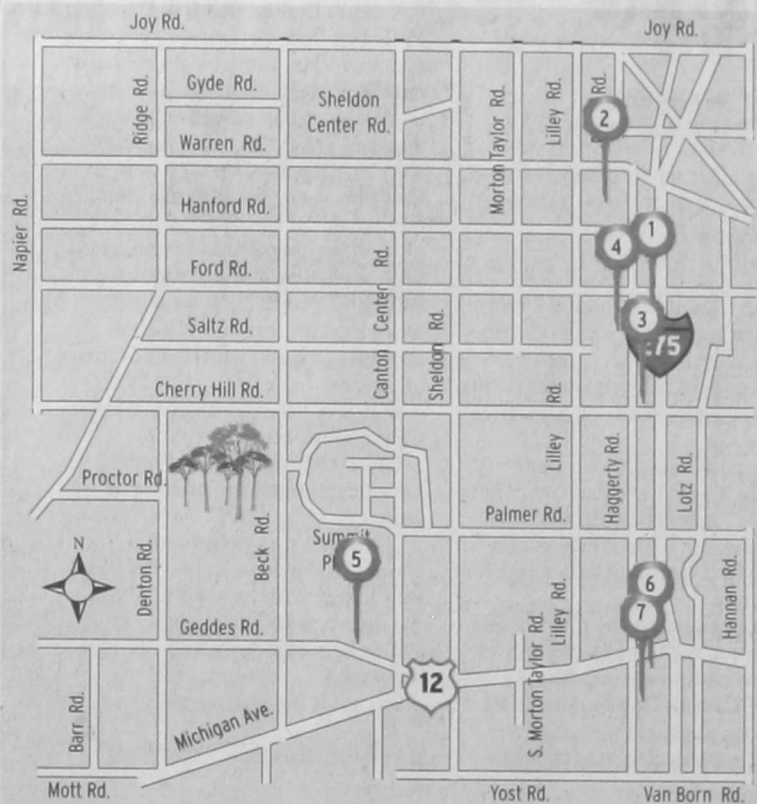 Joy Rd.
Joy Rd.
Ridge Rd.
Gyde Rd.
Sheldon
Center Rd.
Warren Rd.
Morton Taylor Rd.
Lilley Rd.
Rd.
2
Napier Rd.
Hanford Rd.
1
4
Ford Rd.
Canton Center Rd.
Saltz Rd.
Sheldon Rd.
3
275
Cherry Hill Rd.
Lilley Rd.
Haggerty Rd.
Lotz Rd.
Proctor Rd.
Palmer Rd.
N
Denton Rd.
Beck Rd.
Summit
5
6
7
Hannan Rd.
Geddes Rd.
Lilley Rd.
S. Morton Taylor Rd.
12
Barr Rd.
Michigan Ave.
Mott Rd.
Yost Rd.
Van Born Rd.